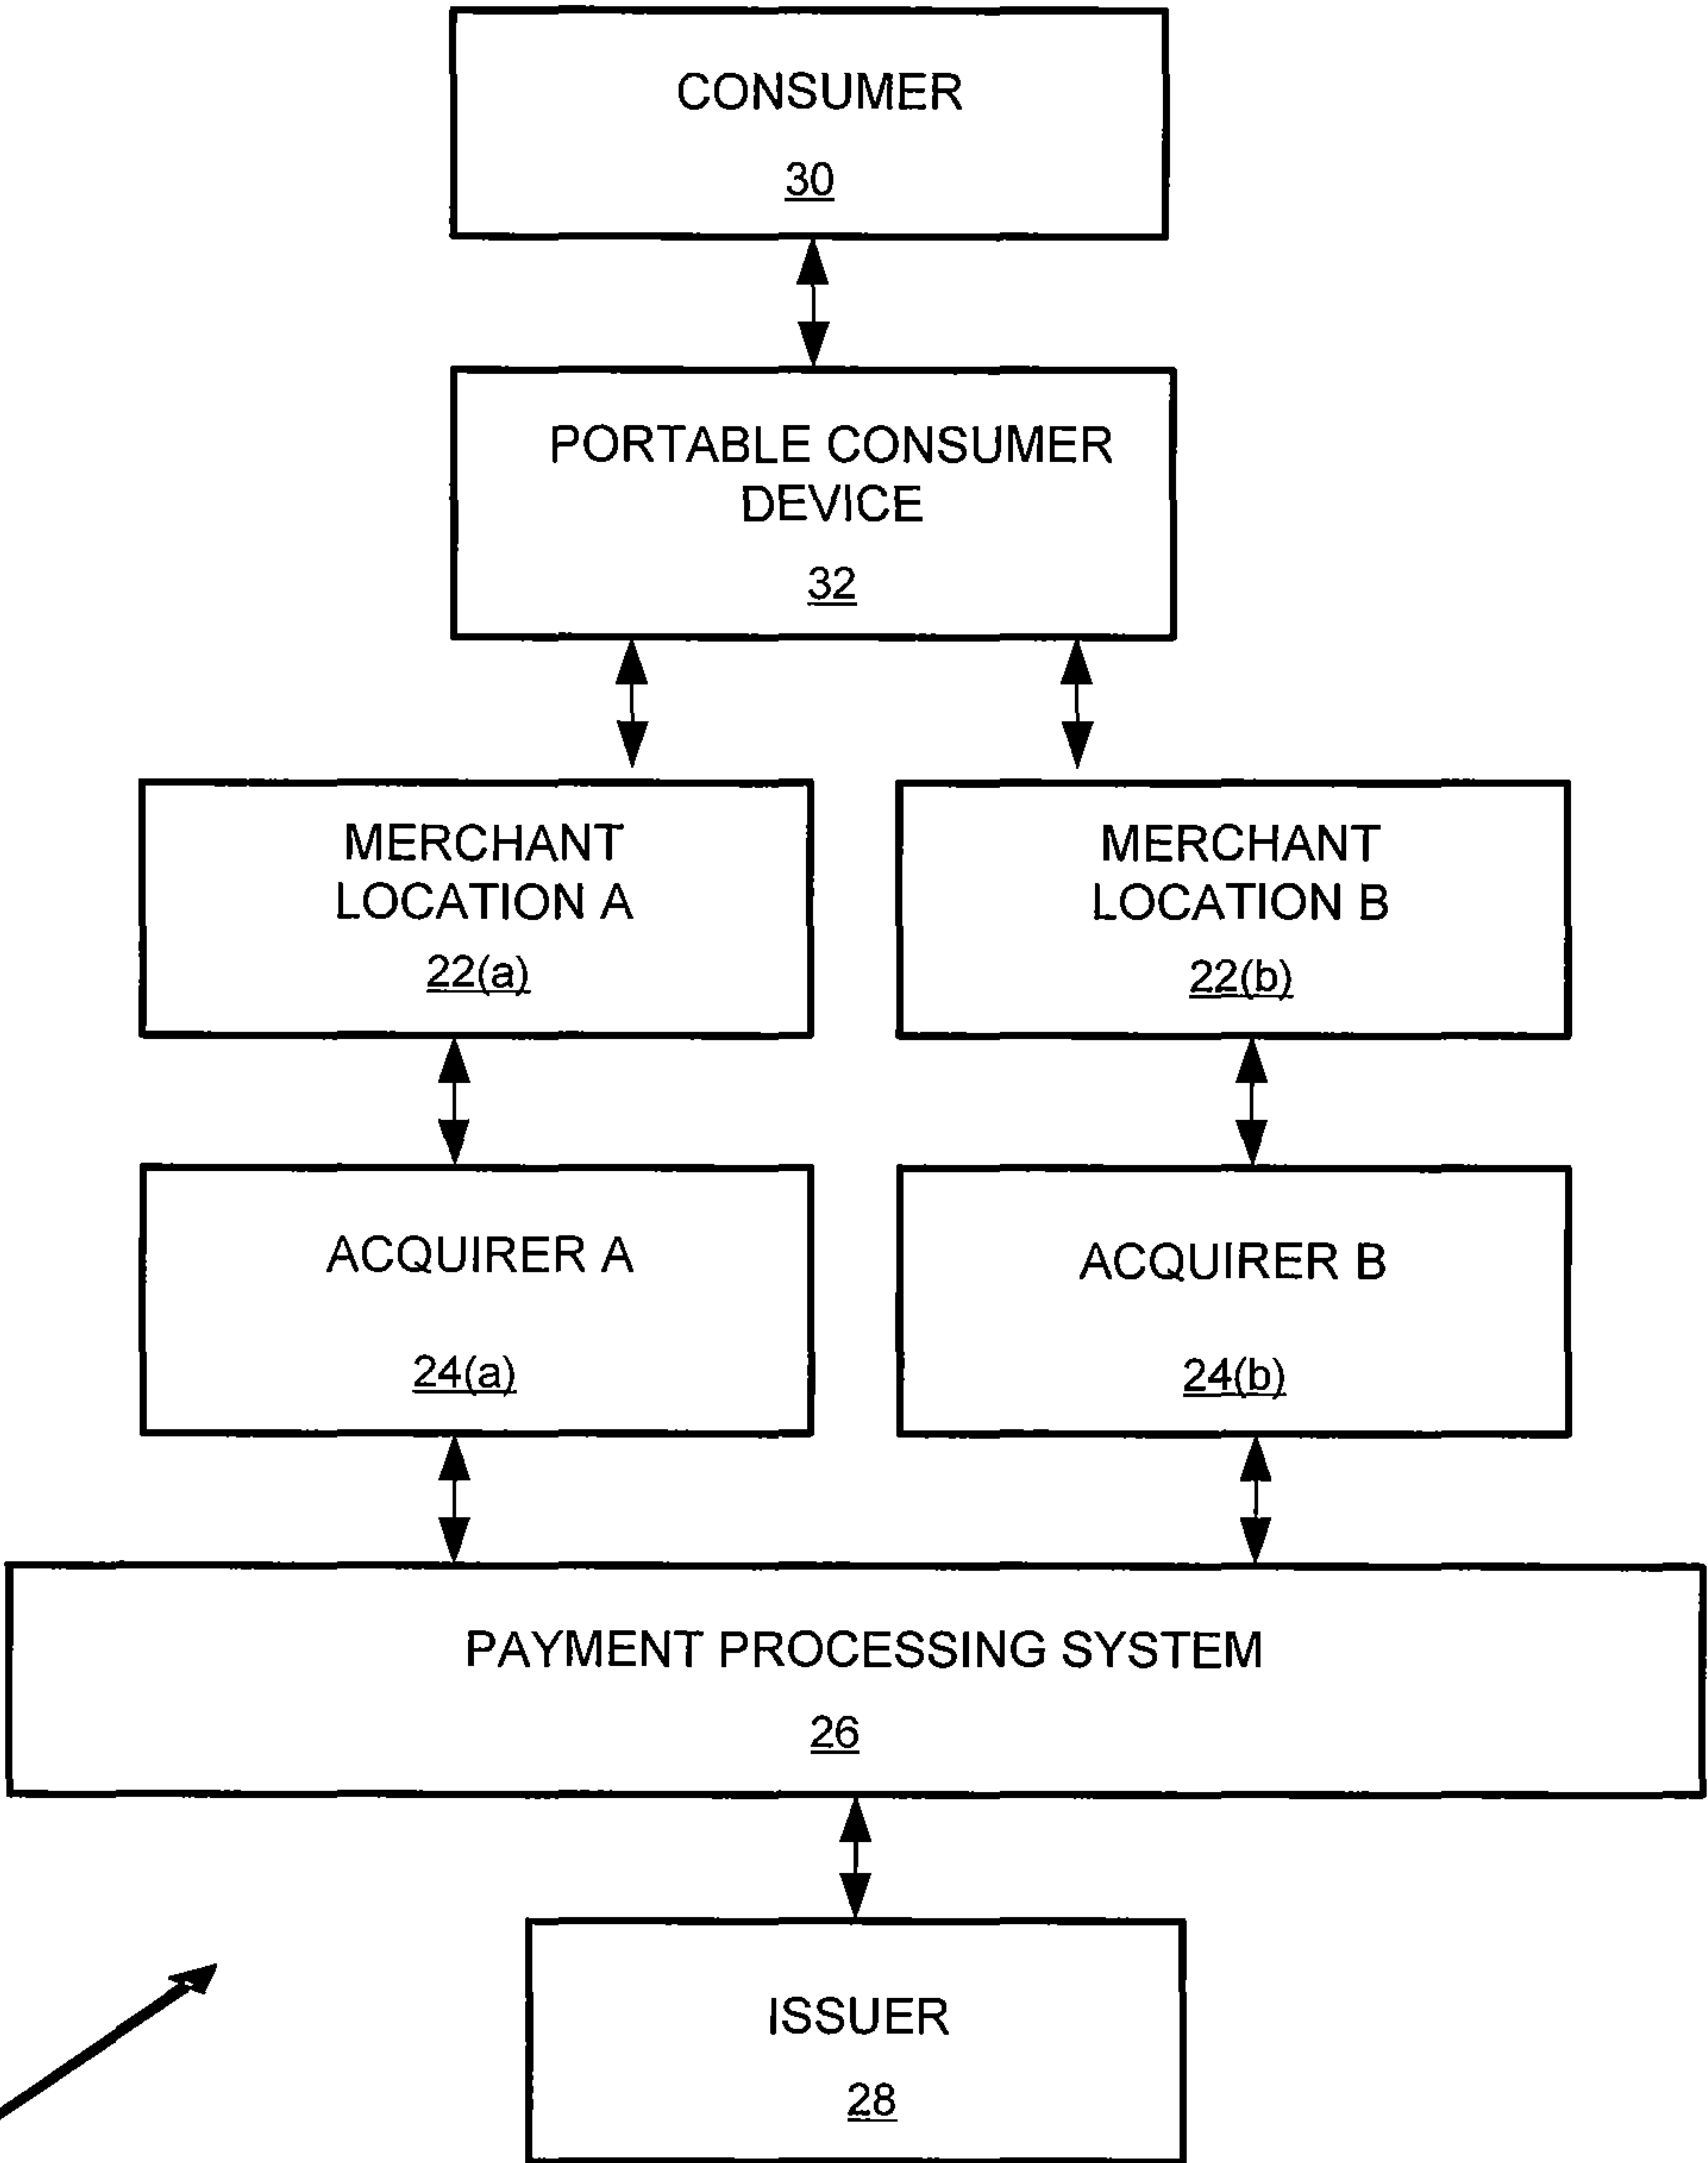 CONSUMER
30
PORTABLE CONSUMER
DEVICE
32
MERCHANT
LOCATION A
22(a)
MERCHANT
LOCATION B
22(b)
ACQUIRER A
24(a)
ACQUIRER B
24(b)
PAYMENT PROCESSING SYSTEM
26
ISSUER
28